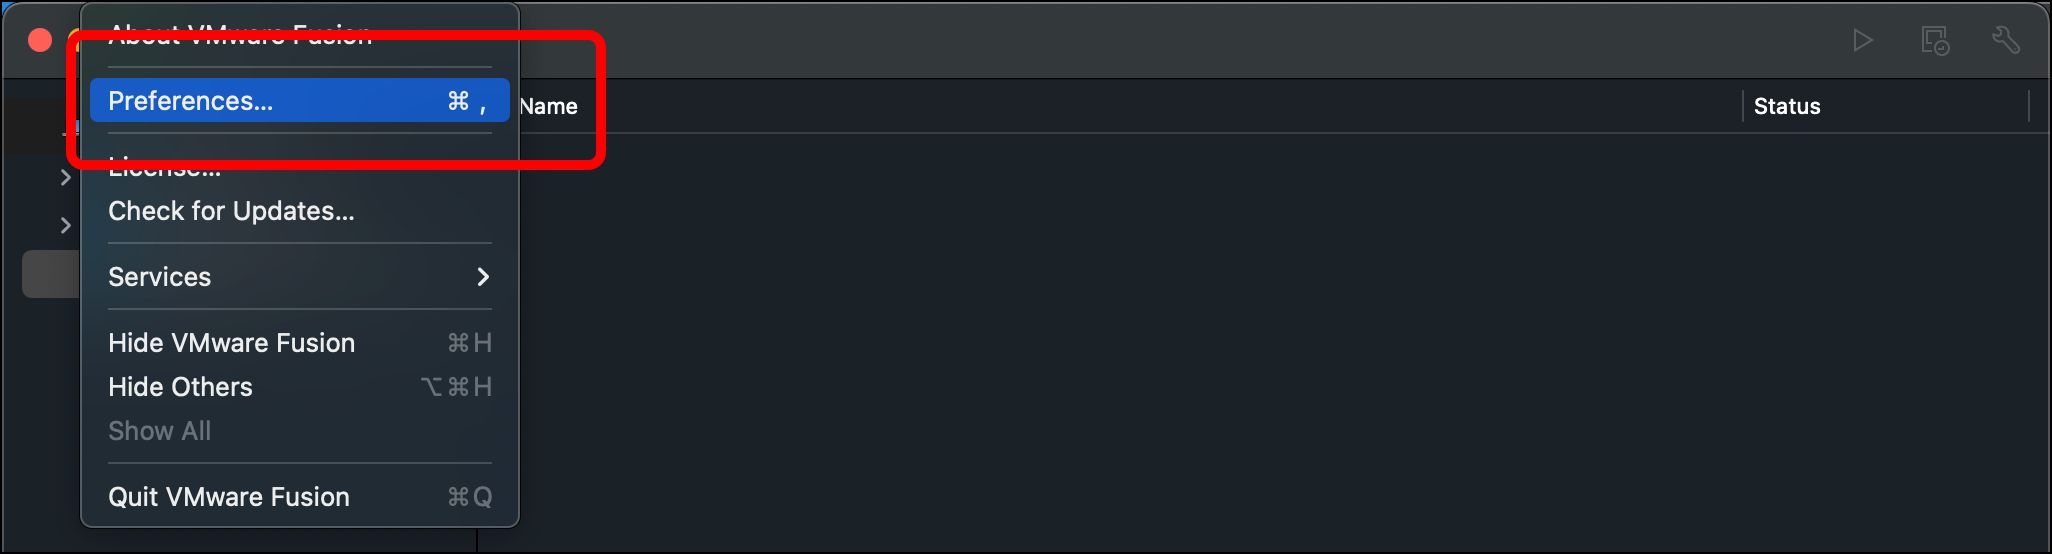 About VMware Fusion
Preferences... ⌘ ,
Name
Status
License...
Check for Updates...
Services
Hide VMware Fusion ⌘H
Hide Others ⌥⌘H
Show All
Quit VMware Fusion ⌘Q